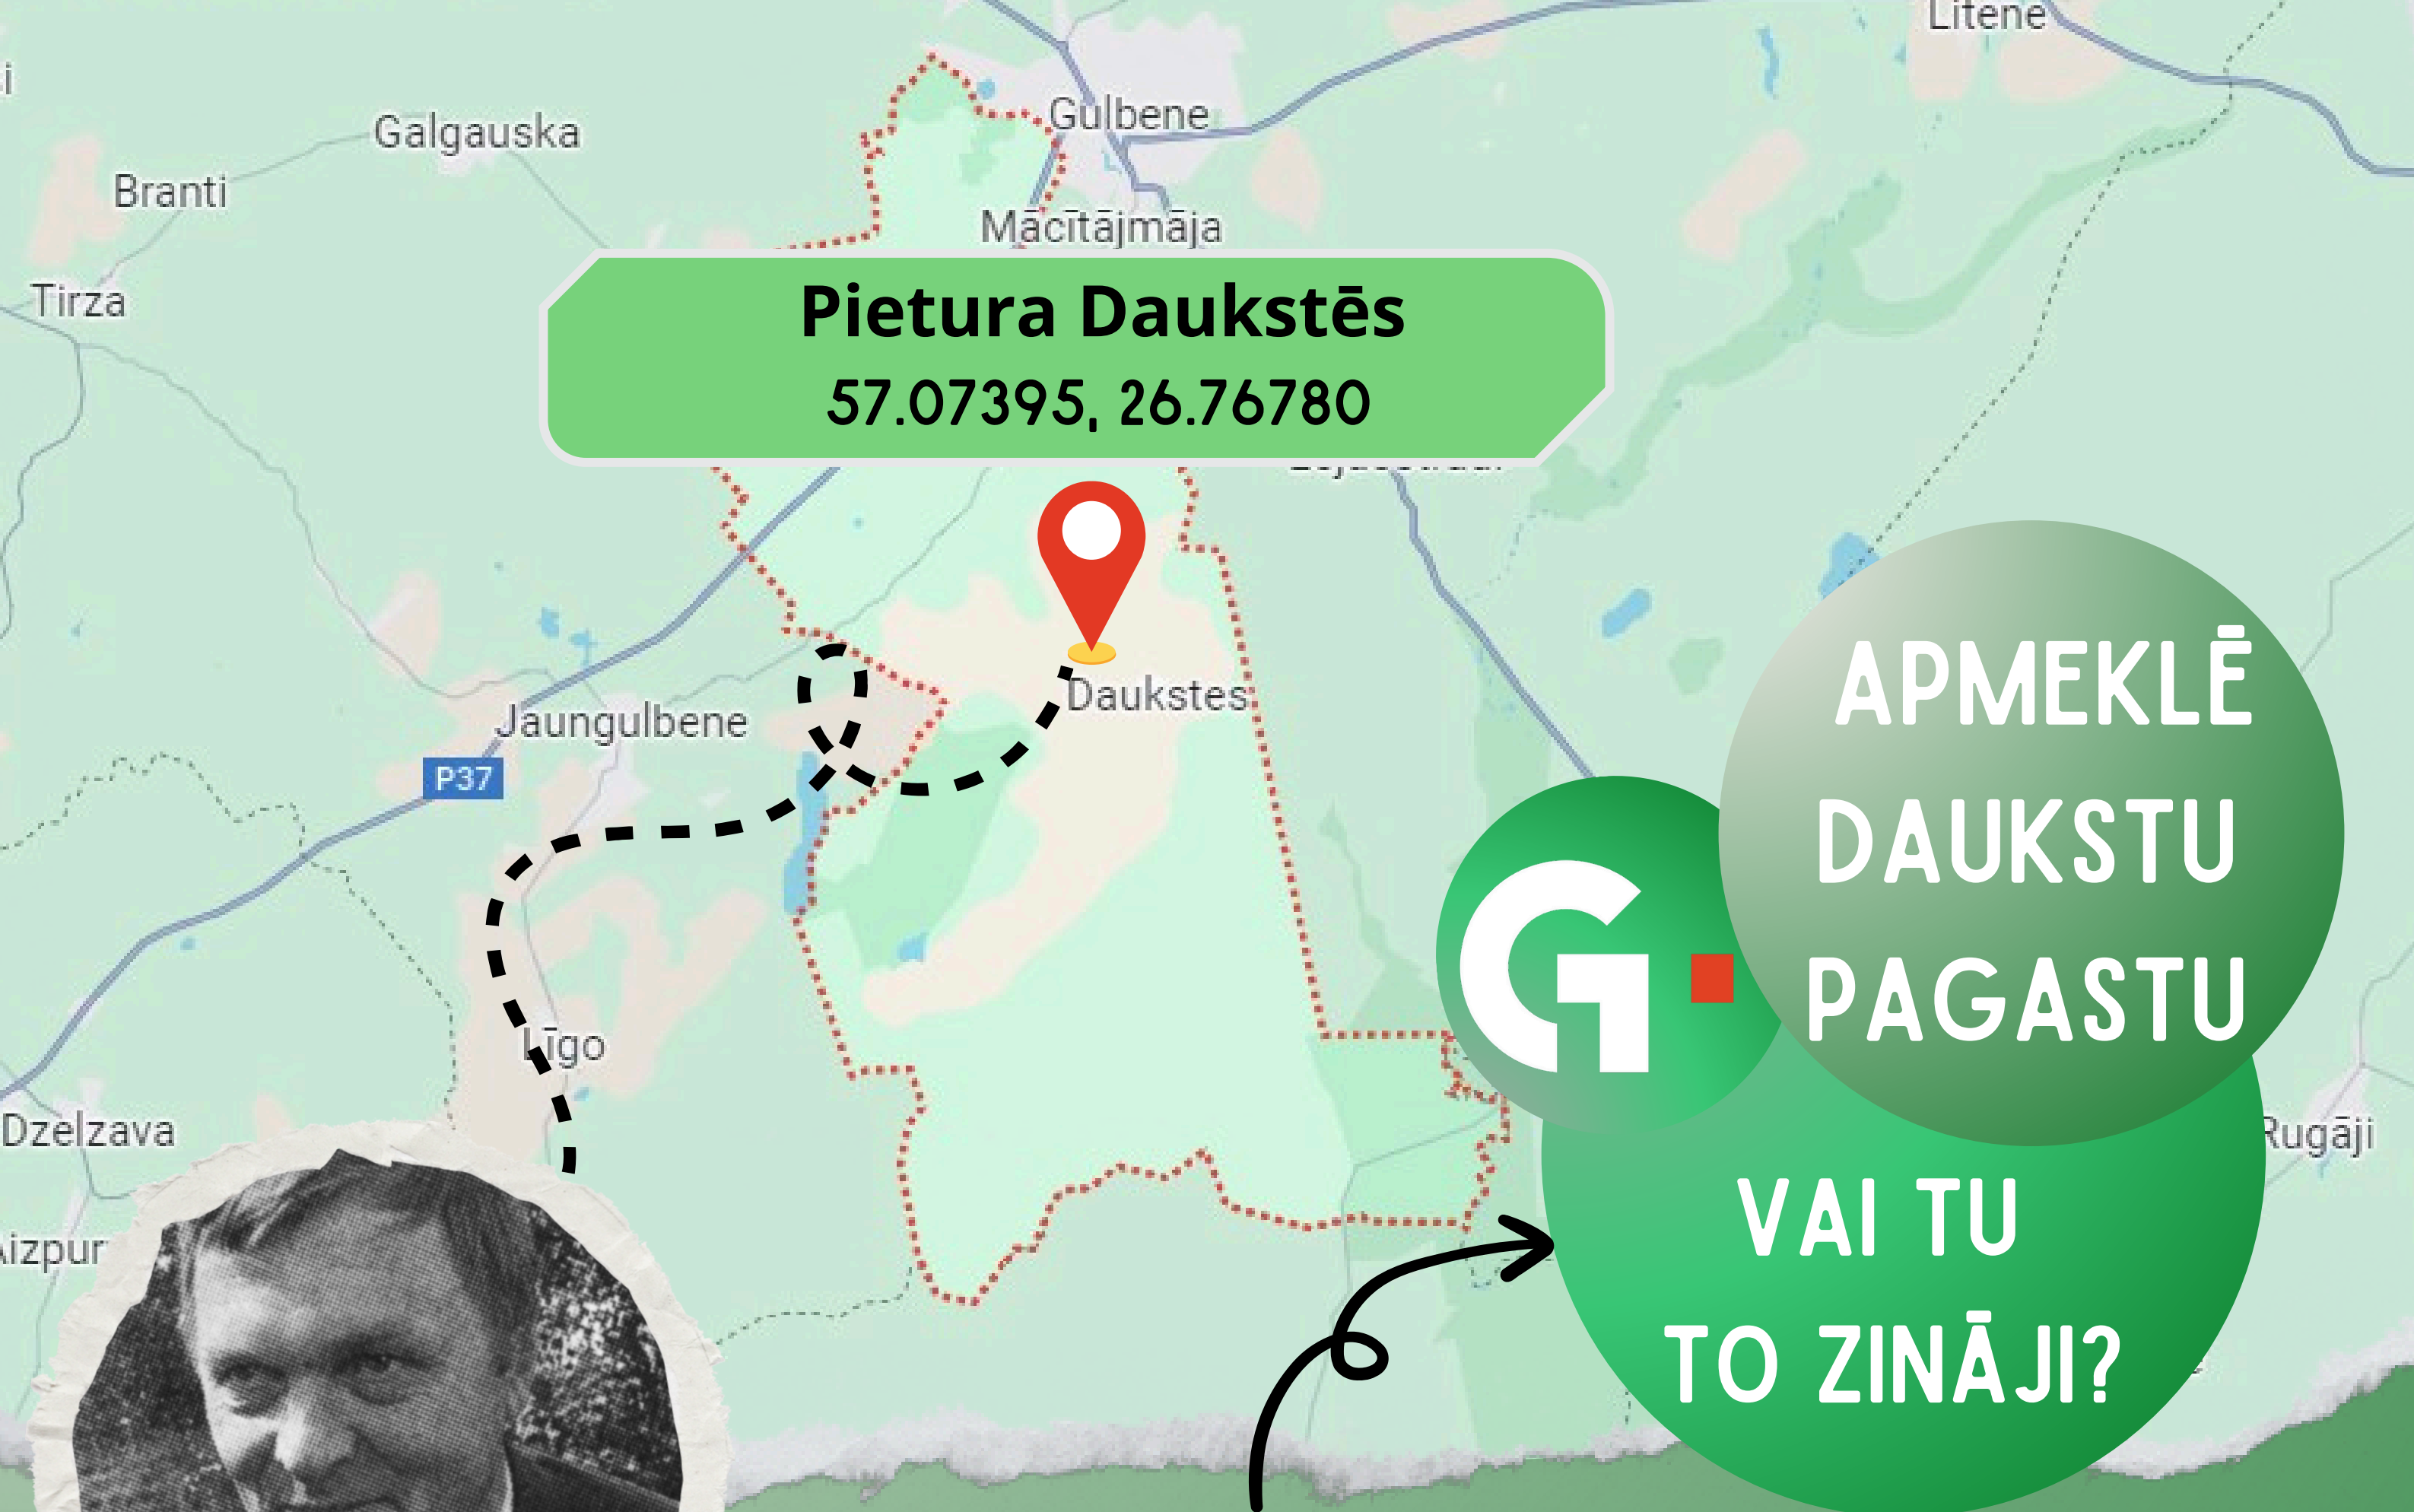 Litene
Gulbene
Galgauska
Branti
Mācītājmāja
Tirza
Pietura Daukstēs
57.07395, 26.76780
Daukstes
Jaungulbene
P37
Līgo
Dzelzava
Rugāji
G
APMEKLĒ
DAUKSTU
PAGASTU
VAI TU
TO ZINĀJI?